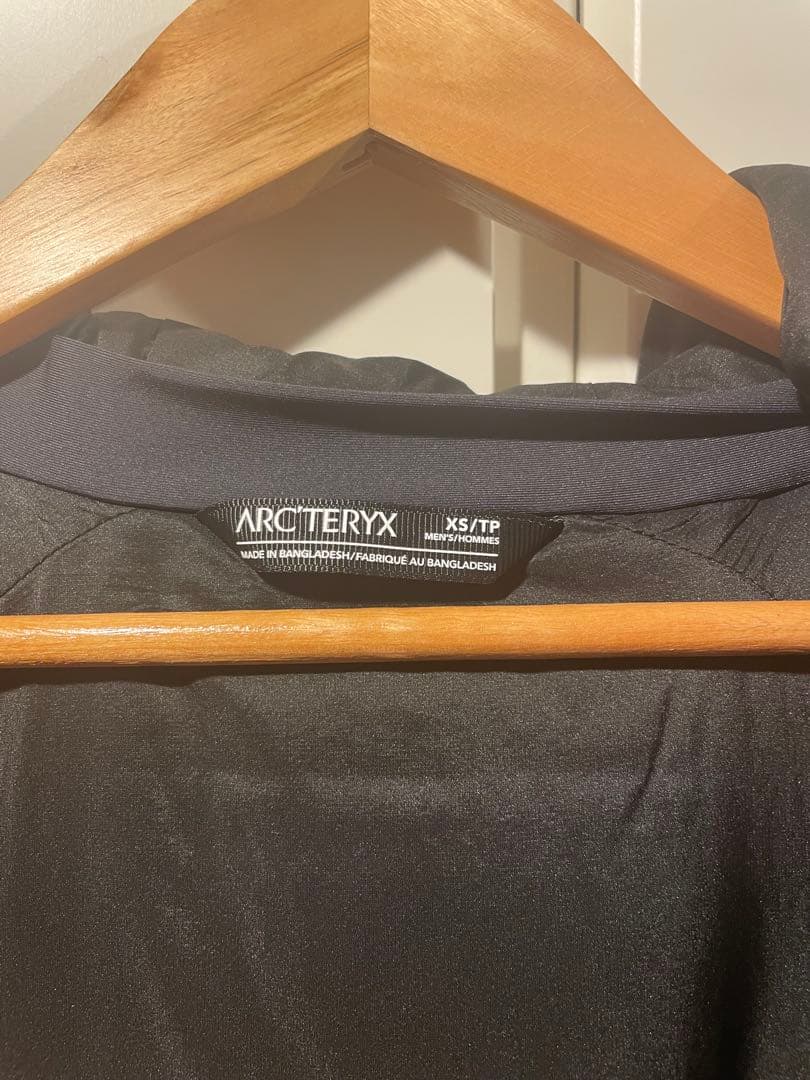 ARC'TERYX
XS/TP
MEN'S/HOMMES
MADE IN BANGLADESH/FABRIQUÉ AU BANGLADESH